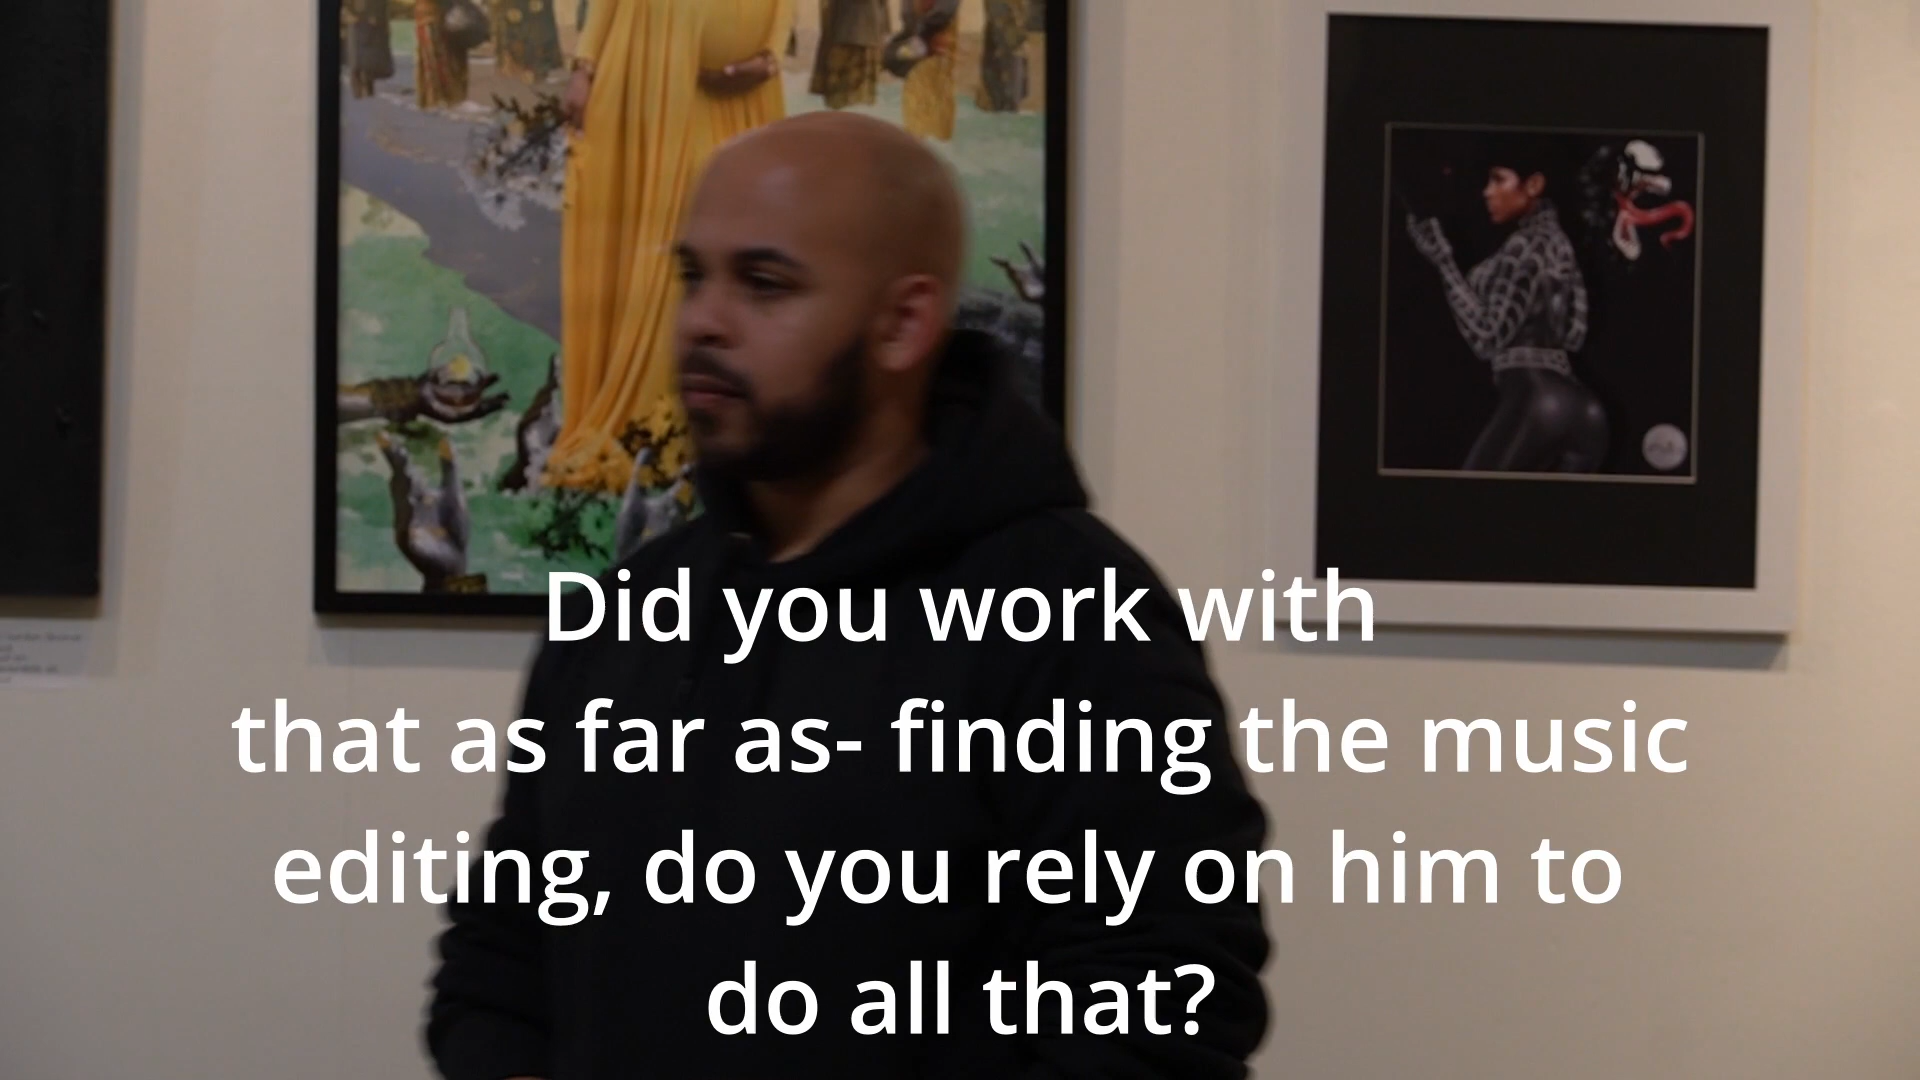 Did you work with
that as far as- finding the music
editing, do you rely on him to
do all that?